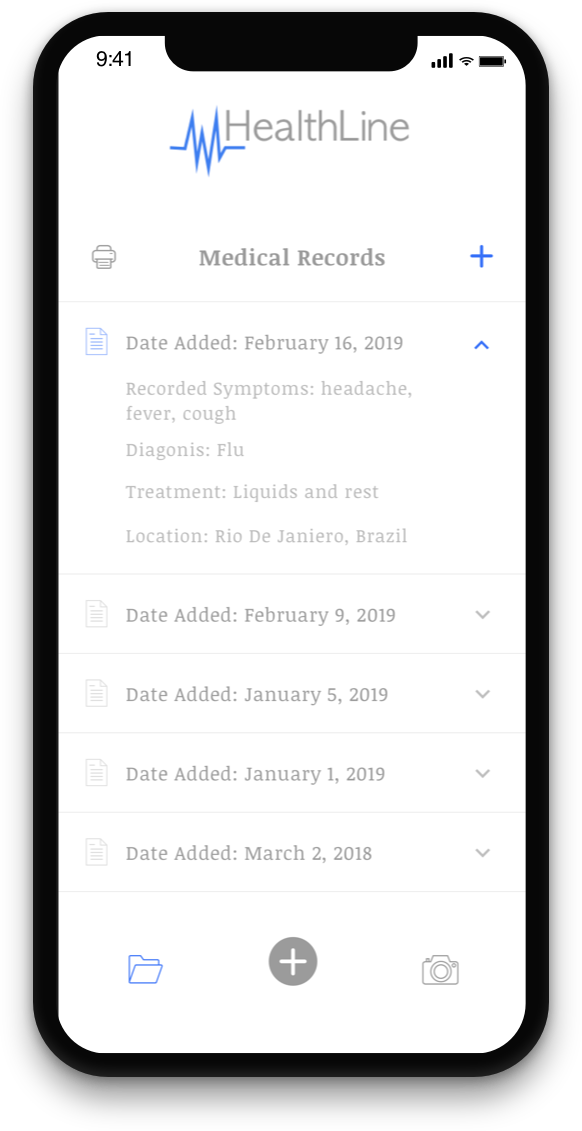 9:41
HealthLine
Medical Records
Date Added: February 16, 2019
Recorded Symptoms: headache,
fever, cough
Diagonis: Flu
Treatment: Liquids and rest
Location: Rio De Janiero, Brazil
Date Added: February 9, 2019
Date Added: January 5, 2019
Date Added: January 1, 2019
Date Added: March 2, 2018